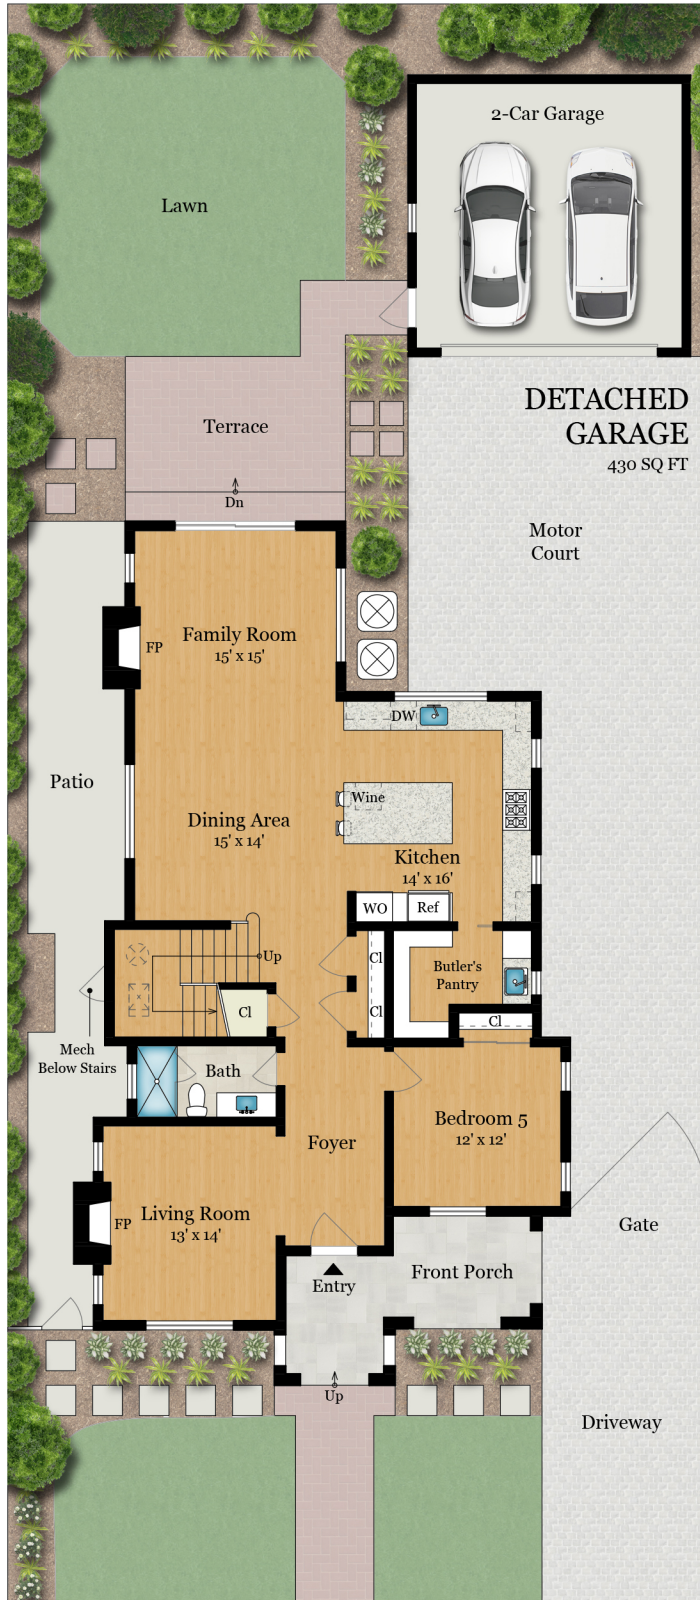 2-Car Garage
Lawn
DETACHED
GARAGE
430 SQ FT
Terrace
Dn
Motor
Court
Family Room
15' x 15'
FP
DW
Patio
Wine
Dining Area
15' x 14'
Kitchen
14' x 16'
WO
Ref
Up
Cl
Butler's
Pantry
Cl
Cl
Cl
Mech
Below Stairs
Bath
Bedroom 5
12' x 12'
Foyer
Living Room
13' x 14'
FP
Gate
Entry
Front Porch
Up
Driveway